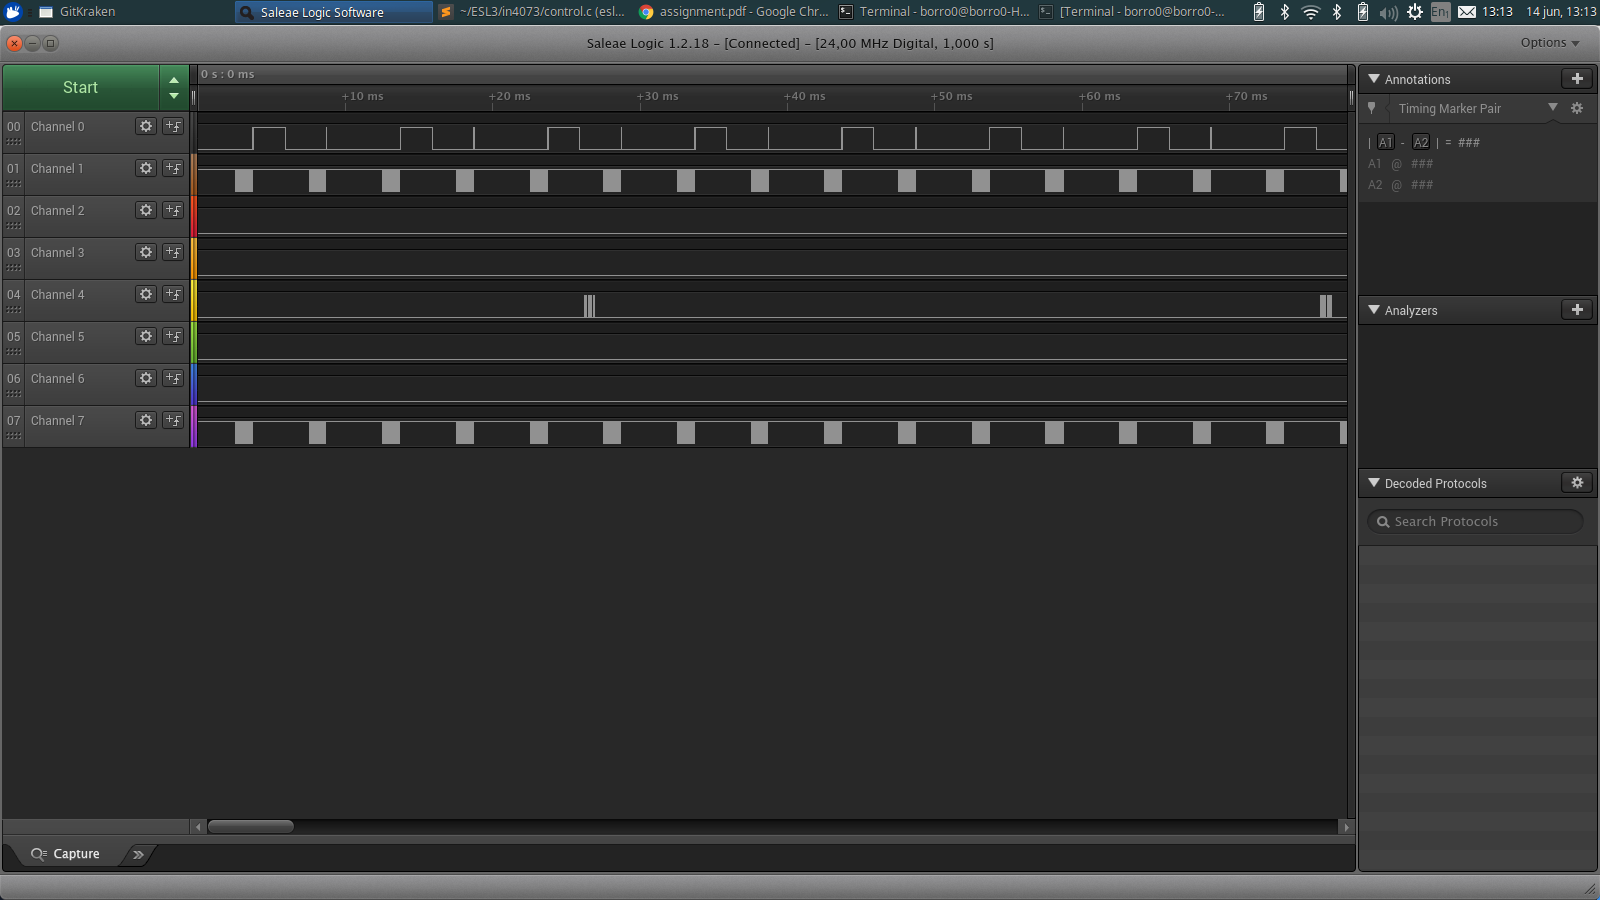 GitKraken
Saleae Logic Software
~/ESL3/in4073/control.c (esl...
assignment.pdf - Google Chr...
Terminal - borro0@borro0-H...
[Terminal - borro0@borro0-...
En1
13:13
14 jun, 13:13
Saleae Logic 1.2.18 - [Connected] - [24,00 MHz Digital, 1,000 s]
Options
Start
0 s : 0 ms
+10 ms
+20 ms
+30 ms
+40 ms
+50 ms
+60 ms
+70 ms
00 Channel 0
01 Channel 1
02 Channel 2
03 Channel 3
04 Channel 4
05 Channel 5
06 Channel 6
07 Channel 7
Annotations
Timing Marker Pair
| A1 - A2 | = ###
A1 @ ###
A2 @ ###
Analyzers
Decoded Protocols
Search Protocols
Capture